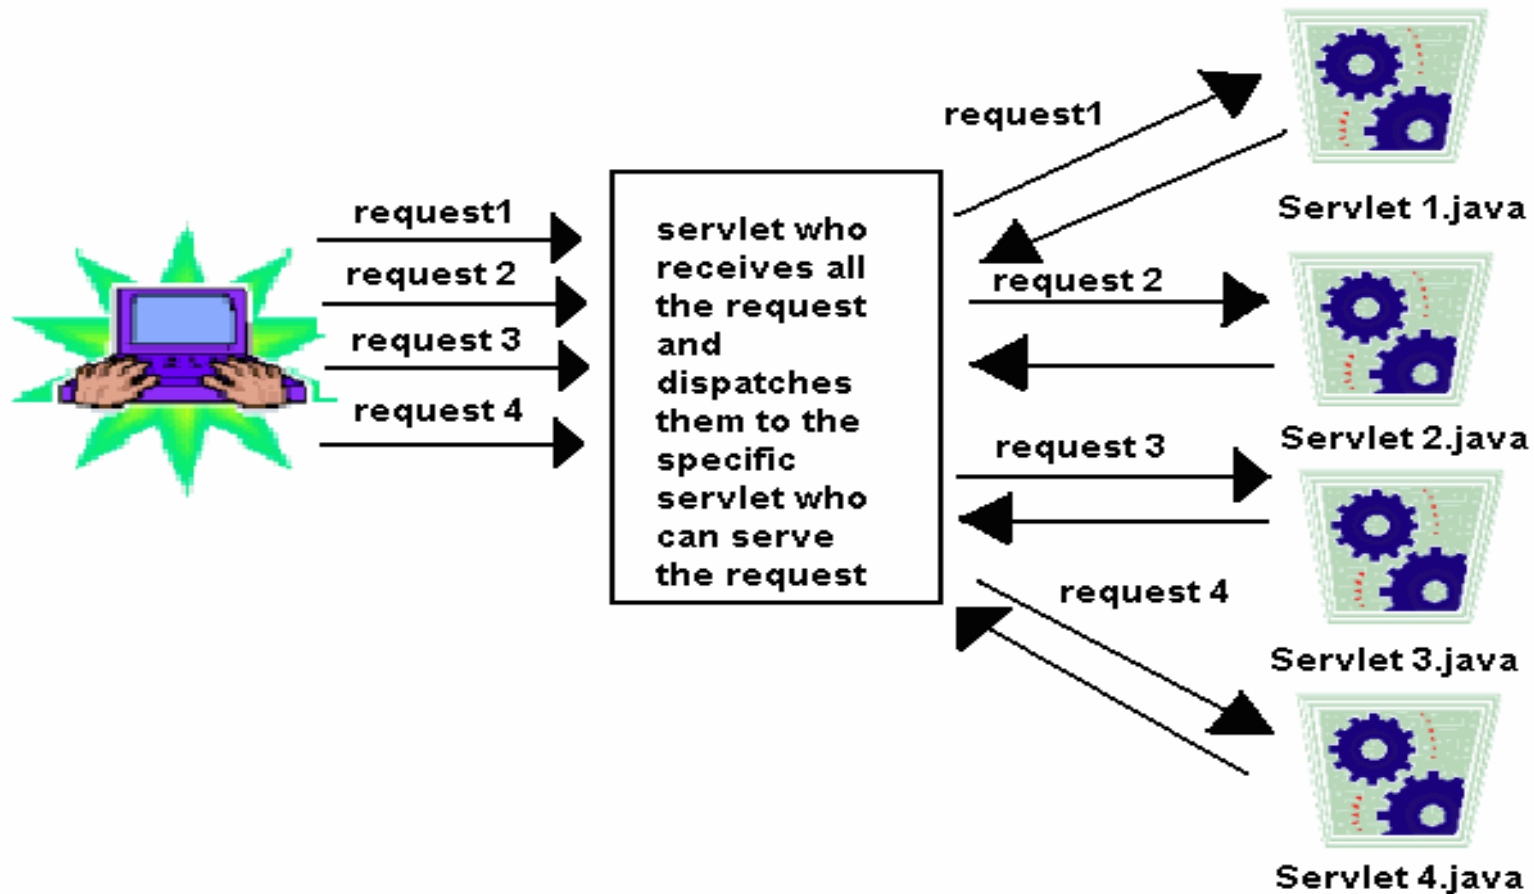 request1
request 2
request 3
request 4
servlet who
receives all
the request
and
dispatches
them to the
specific
servlet who
can serve
the request
request1
request 2
request 3
request 4
Servlet 1.java
Servlet 2.java
Servlet 3.java
Servlet 4.java